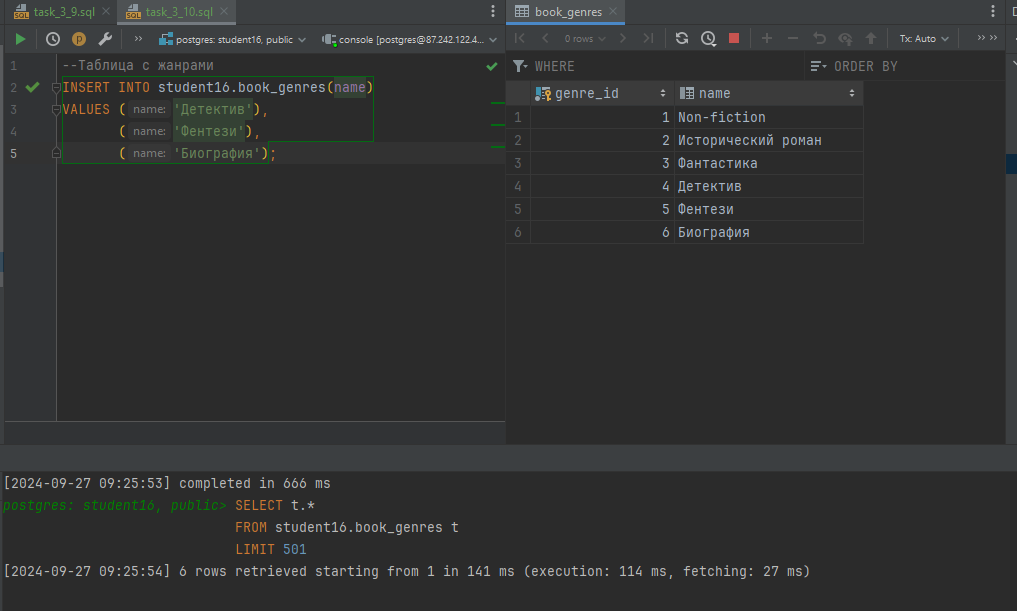 task_3_9.sql task_3_10.sql
postgres: student16, public console [postgres@87.242.122.4...
1 --Таблица с жанрами
2 INSERT INTO student16.book_genres(name)
3 VALUES ( name: 'Детектив'),
4 ( name: 'Фентези'),
5 ( name: 'Биография');
book_genres
0 rows Tx: Auto
WHERE ORDER BY
genre_id name
1 1 Non-fiction
2 2 Исторический роман
3 3 Фантастика
4 4 Детектив
5 5 Фентези
6 6 Биография
[2024-09-27 09:25:53] completed in 666 ms
postgres: student16, public> SELECT t.*
FROM student16.book_genres t
LIMIT 501
[2024-09-27 09:25:54] 6 rows retrieved starting from 1 in 141 ms (execution: 114 ms, fetching: 27 ms)